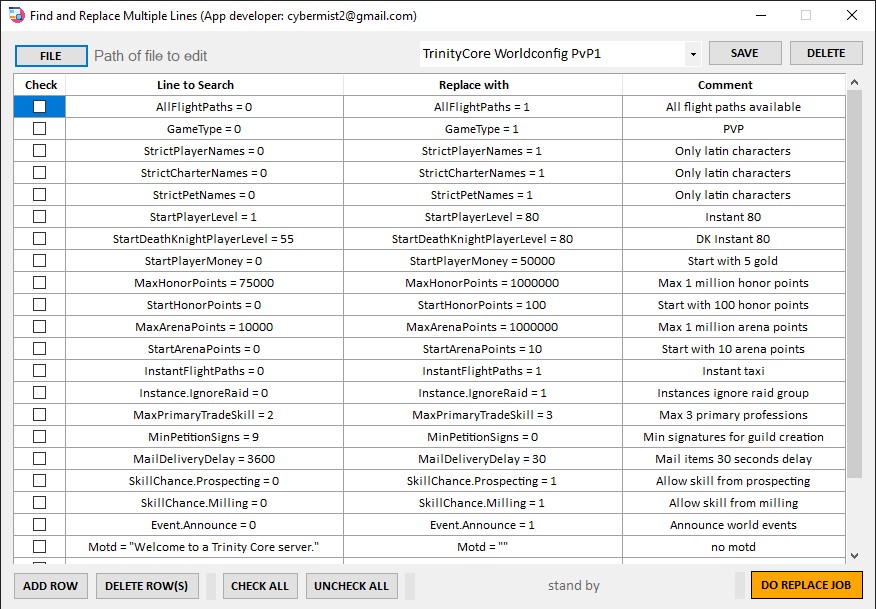 Find and Replace Multiple Lines (App developer: cybermist2@gmail.com)
FILE Path of file to edit TrinityCore Worldconfig PvP1 SAVE DELETE
Check Line to Search Replace with Comment
AllFlightPaths = 0 AllFlightPaths = 1 All flight paths available
GameType = 0 GameType = 1 PVP
StrictPlayerNames = 0 StrictPlayerNames = 1 Only latin characters
StrictCharterNames = 0 StrictCharterNames = 1 Only latin characters
StrictPetNames = 0 StrictPetNames = 1 Only latin characters
StartPlayerLevel = 1 StartPlayerLevel = 80 Instant 80
StartDeathKnightPlayerLevel = 55 StartDeathKnightPlayerLevel = 80 DK Instant 80
StartPlayerMoney = 0 StartPlayerMoney = 50000 Start with 5 gold
MaxHonorPoints = 75000 MaxHonorPoints = 1000000 Max 1 million honor points
StartHonorPoints = 0 StartHonorPoints = 100 Start with 100 honor points
MaxArenaPoints = 10000 MaxArenaPoints = 1000000 Max 1 million arena points
StartArenaPoints = 0 StartArenaPoints = 10 Start with 10 arena points
InstantFlightPaths = 0 InstantFlightPaths = 1 Instant taxi
Instance.IgnoreRaid = 0 Instance.IgnoreRaid = 1 Instances ignore raid group
MaxPrimaryTradeSkill = 2 MaxPrimaryTradeSkill = 3 Max 3 primary professions
MinPetitionSigns = 9 MinPetitionSigns = 0 Min signatures for guild creation
MailDeliveryDelay = 3600 MailDeliveryDelay = 30 Mail items 30 seconds delay
SkillChance.Prospecting = 0 SkillChance.Prospecting = 1 Allow skill from prospecting
SkillChance.Milling = 0 SkillChance.Milling = 1 Allow skill from milling
Event.Announce = 0 Event.Announce = 1 Announce world events
Motd = "Welcome to a Trinity Core server." Motd = "" no motd
ADD ROW DELETE ROW(S) CHECK ALL UNCHECK ALL stand by DO REPLACE JOB